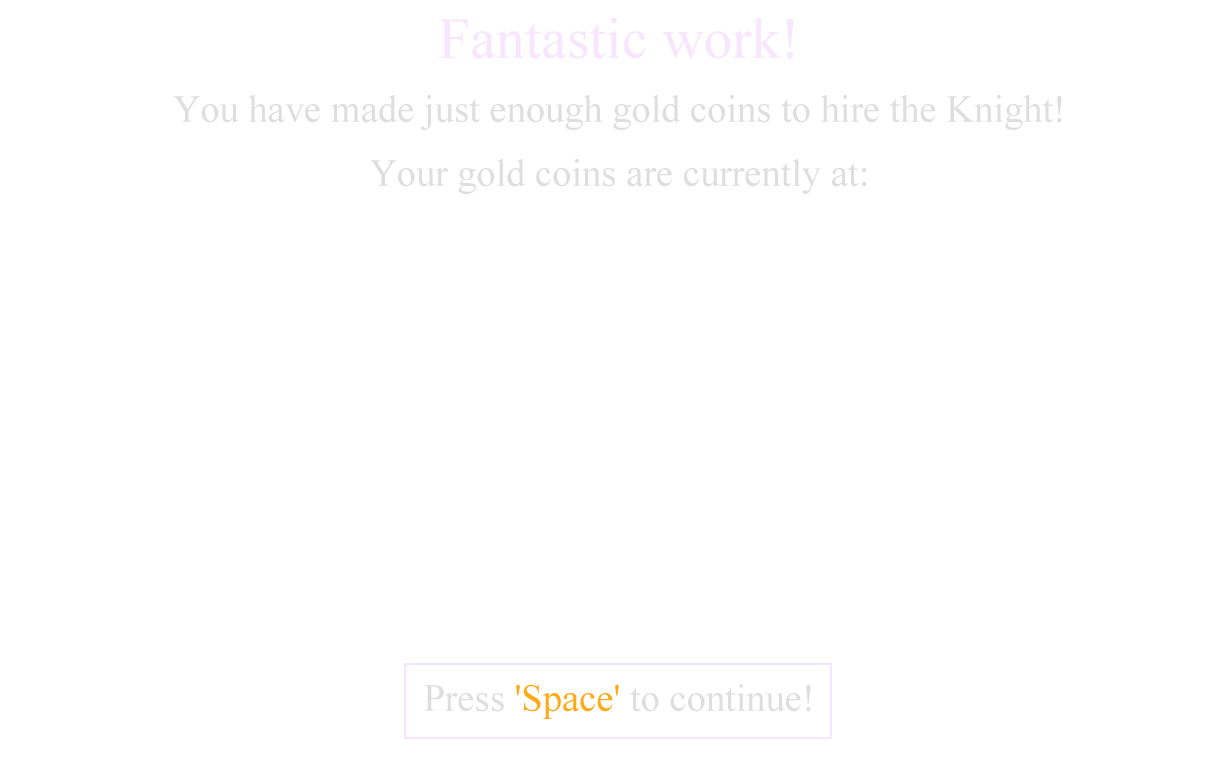 Fantastic work!
You have made just enough gold coins to hire the Knight!
Your gold coins are currently at:
Press 'Space' to continue!